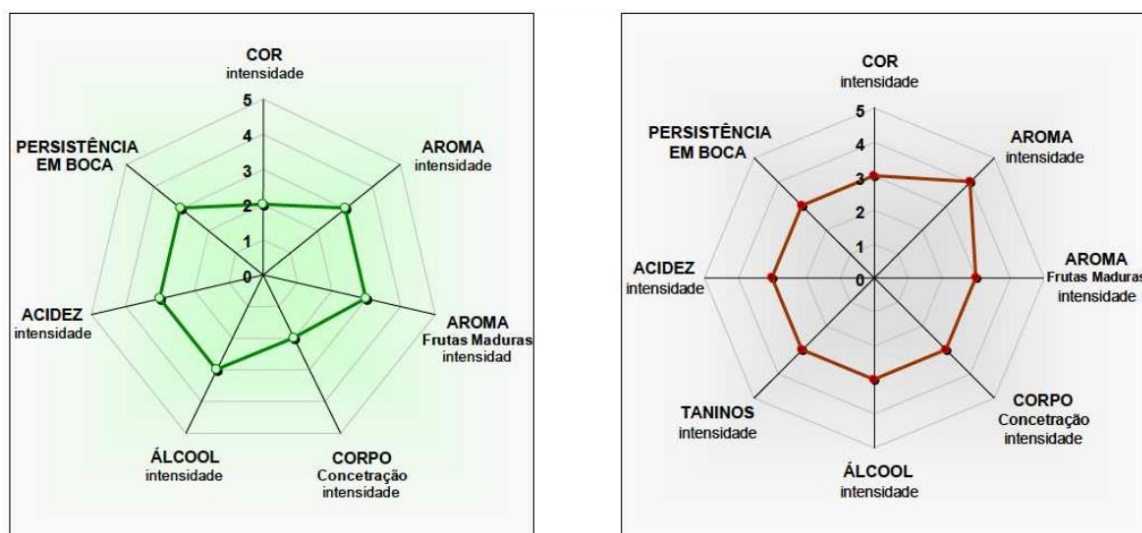 COR
intensidade
5
4
3
2
1
0
AROMA
intensidade
AROMA
Frutas Maduras
intensidad
CORPO
Concetração
intensidade
ÁLCOOL
intensidade
ACIDEZ
intensidade
PERSISTÊNCIA
EM BOCA
COR
intensidade
5
4
3
2
1
0
AROMA
intensidade
AROMA
Frutas Maduras
intensidade
CORPO
Concetração
intensidade
ÁLCOOL
intensidade
TANINOS
intensidade
ACIDEZ
intensidade
PERSISTÊNCIA
EM BOCA